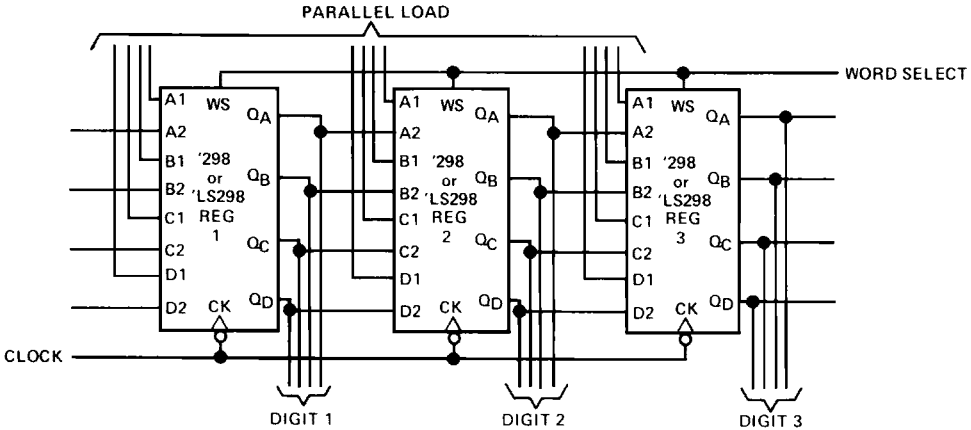 PARALLEL LOAD
WORD SELECT
A1
WS
QA
A2
B1
'298
or
'LS298
REG
1
QB
B2
C1
QC
C2
D1
QD
D2
CK
A1
WS
QA
A2
B1
'298
or
'LS298
REG
2
QB
B2
C1
QC
C2
D1
QD
D2
CK
A1
WS
QA
A2
B1
'298
or
'LS298
REG
3
QB
B2
C1
QC
C2
D1
QD
D2
CK
CLOCK
DIGIT 1
DIGIT 2
DIGIT 3